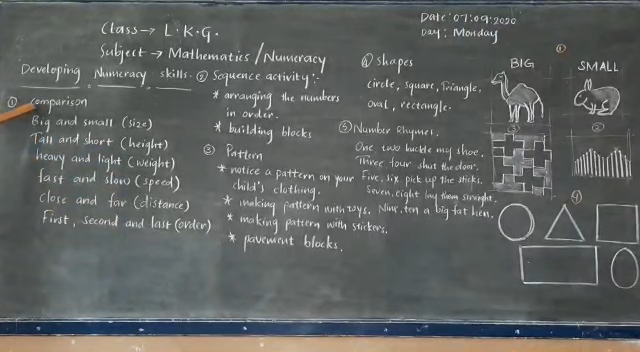 Date: 07:09:2020
Day: Monday
Class → L.K.G.
Subject → Mathematics / Numeracy
Developing Numeracy skills.
① comparison
Big and small (size)
Tall and short (height)
heavy and light (weight)
fast and slow (speed)
Close and far (distance)
First, second and last (order)
② Sequence activity:-
* arranging the numbers
in order.
* building blocks
③ Pattern
* notice a pattern on your
child's clothing.
* making pattern with toys.
* making pattern with stickers.
* pavement blocks.
④ Shapes
circle, square, Triangle,
oval, rectangle.
⑤ Number Rhymes.
One two buckle my shoe.
Three four shut the door.
Five, six pick up the sticks.
Seven, eight lay them straight.
Nine, ten a big fat hen.
①
BIG
SMALL
③
②
④